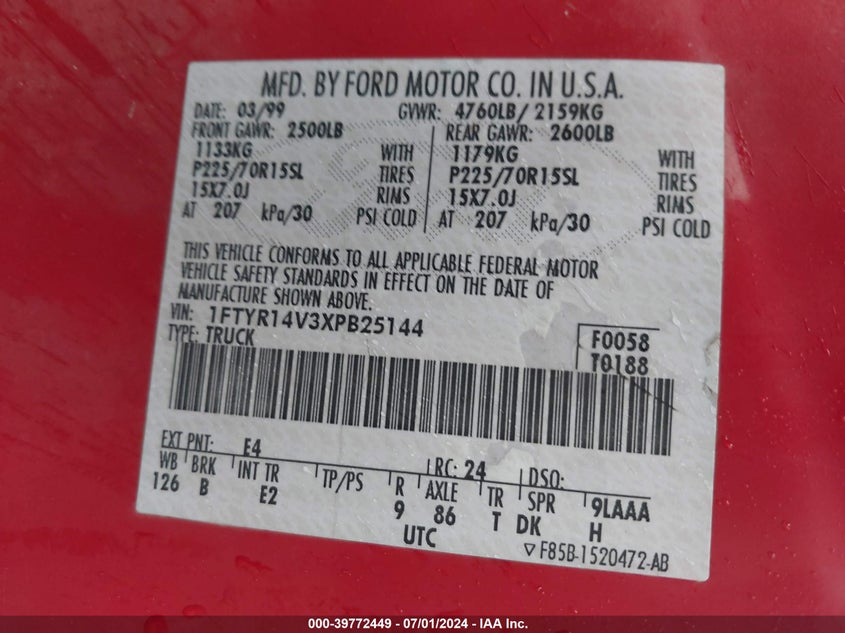 MFD. BY FORD MOTOR CO. IN U.S.A.
DATE: 03/99 GVWR: 4760LB/ 2159KG
FRONT GAWR: 2500LB REAR GAWR: 2600LB
1133KG WITH 1179KG WITH
P225/70R15SL TIRES P225/70R15SL TIRES
15X7.0J RIMS 15X7.0J RIMS
AT 207 kPa/30 PSI COLD AT 207 kPa/30 PSI COLD
THIS VEHICLE CONFORMS TO ALL APPLICABLE FEDERAL MOTOR
VEHICLE SAFETY STANDARDS IN EFFECT ON THE DATE OF
MANUFACTURE SHOWN ABOVE.
VIN: 1FTYR14V3XPB25144
TYPE: TRUCK
F0058
T0188
EXT PNT: E4 RC: 24 DSO:
WB BRK INT TR TP/PS R AXLE TR SPR 9LAAA
126 B E2 9 86 T DK H
UTC
▽F85B-1520472-AB
000-39772449 - 07/01/2024 - IAA Inc.